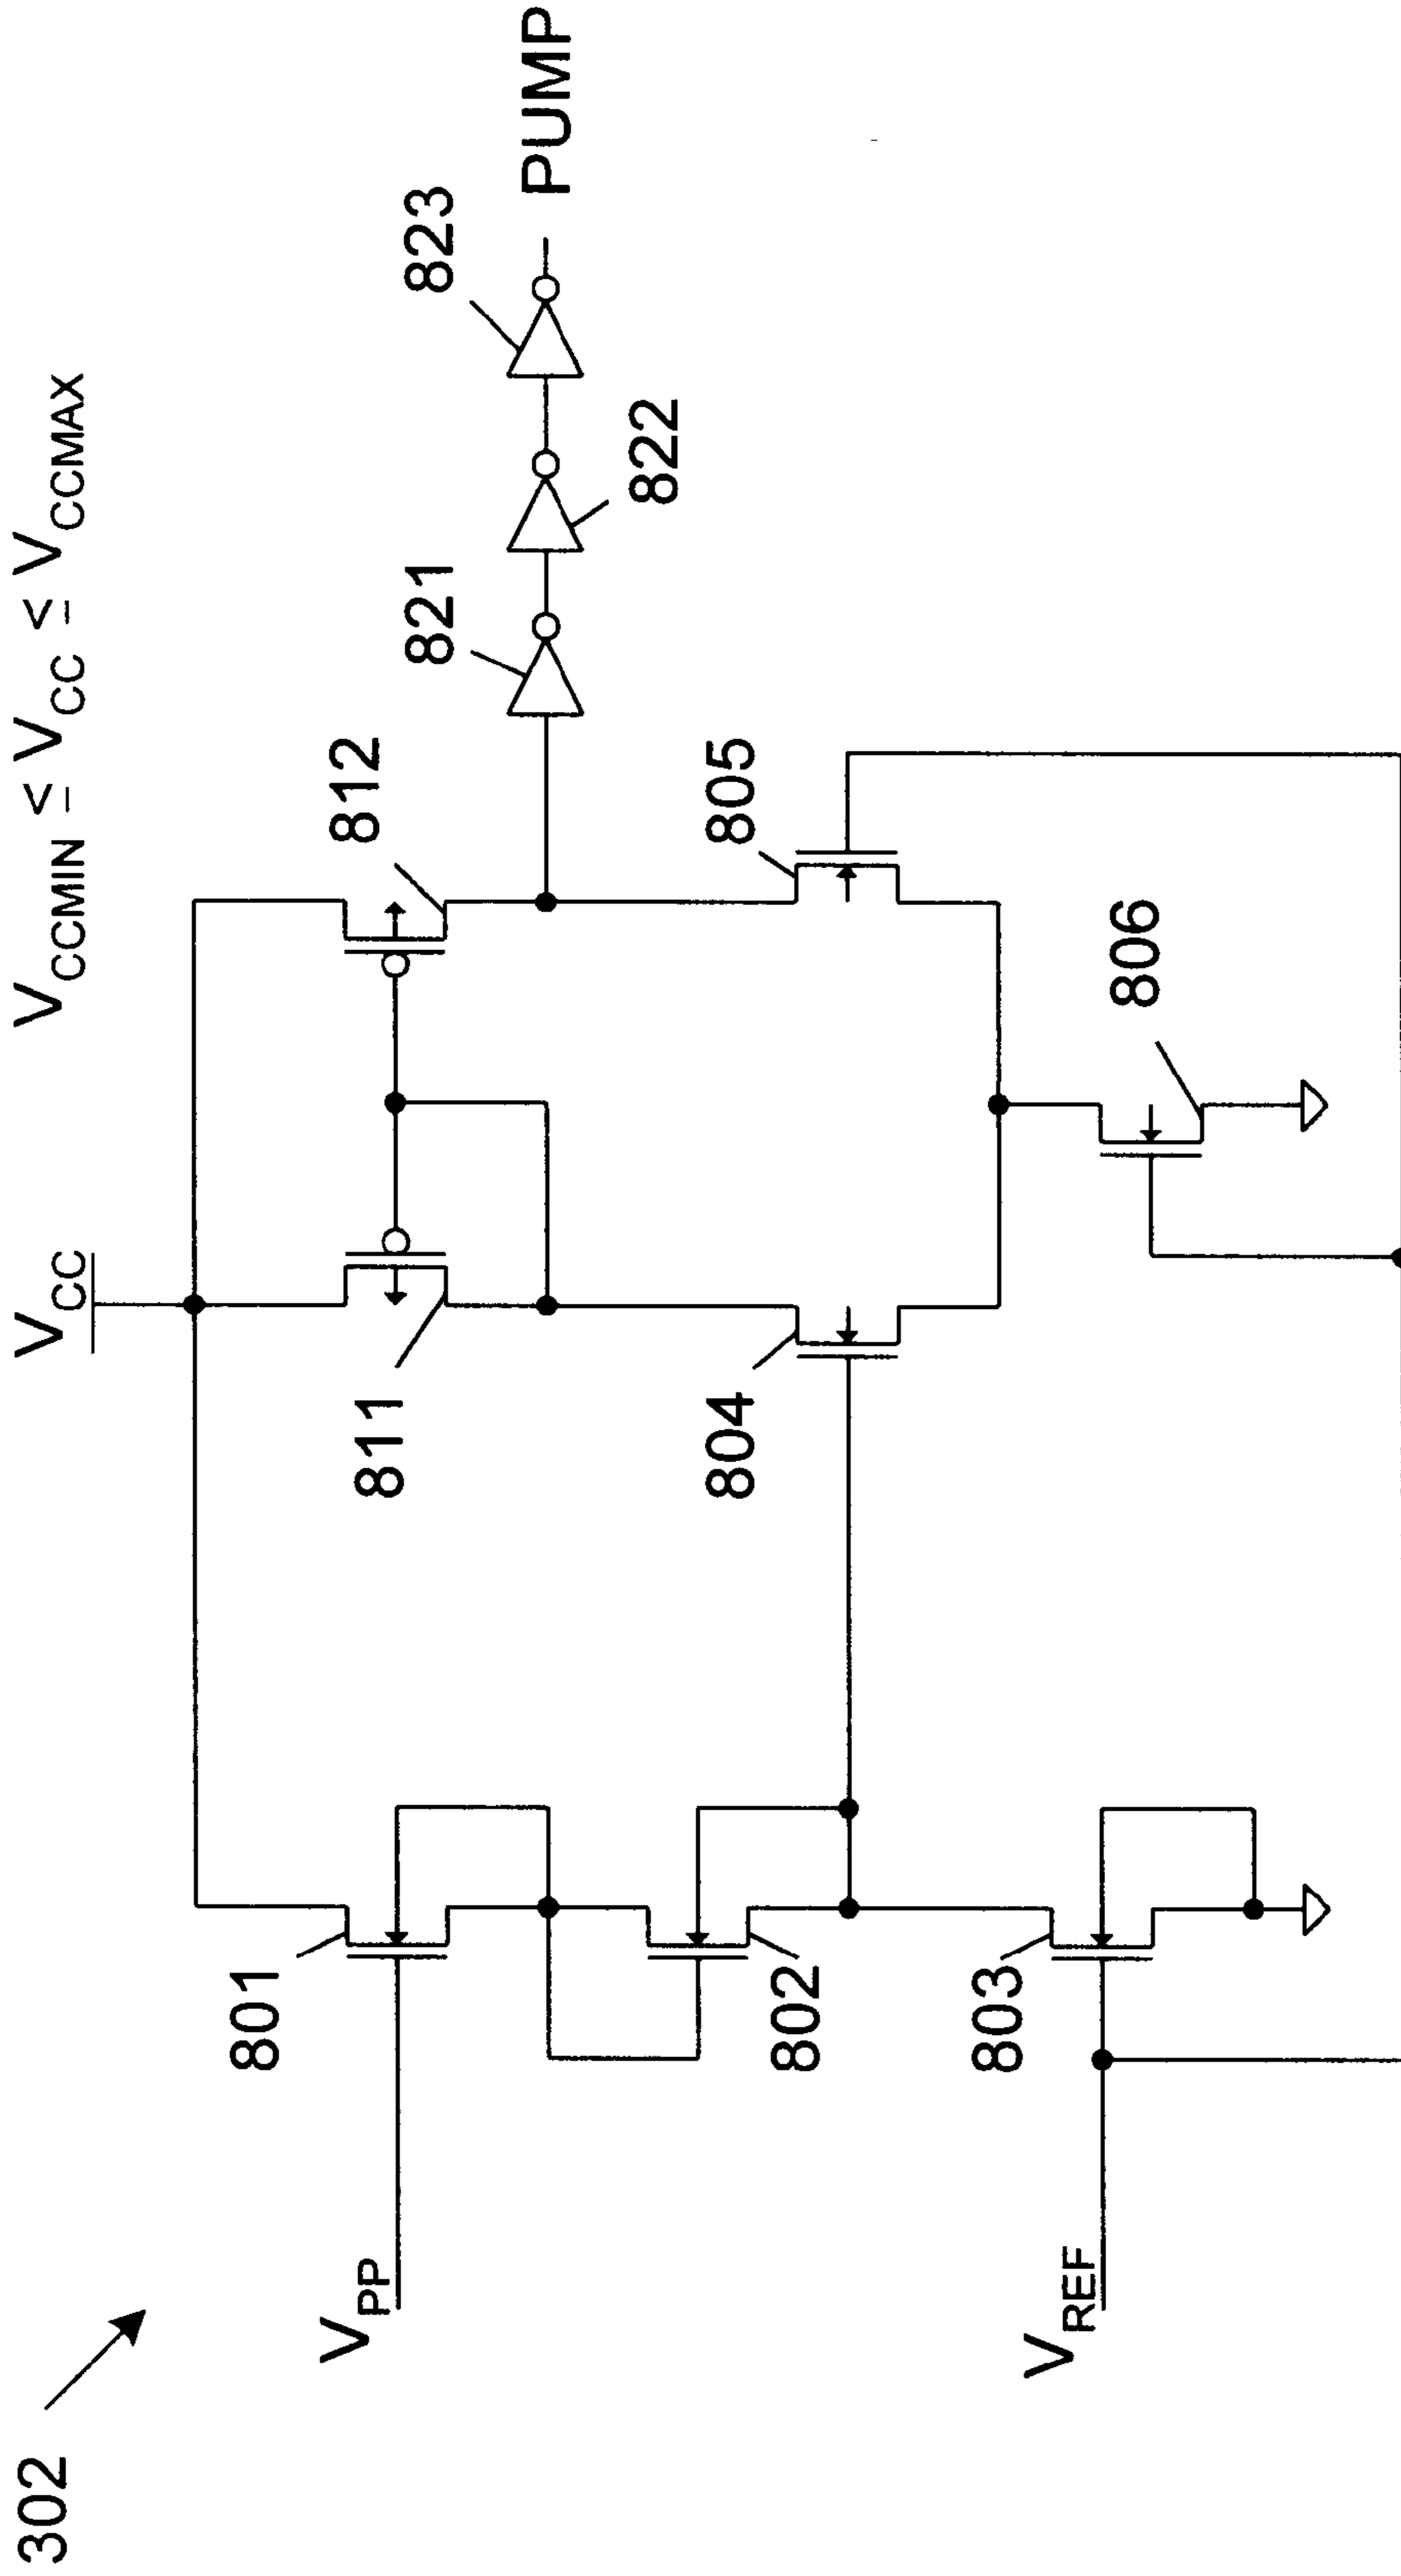 302
V_CCMIN ≤ V_CC ≤ V_CCMAX
V_CC
811
812
801
V_PP
821
822
823
PUMP
802
804
805
803
806
V_REF